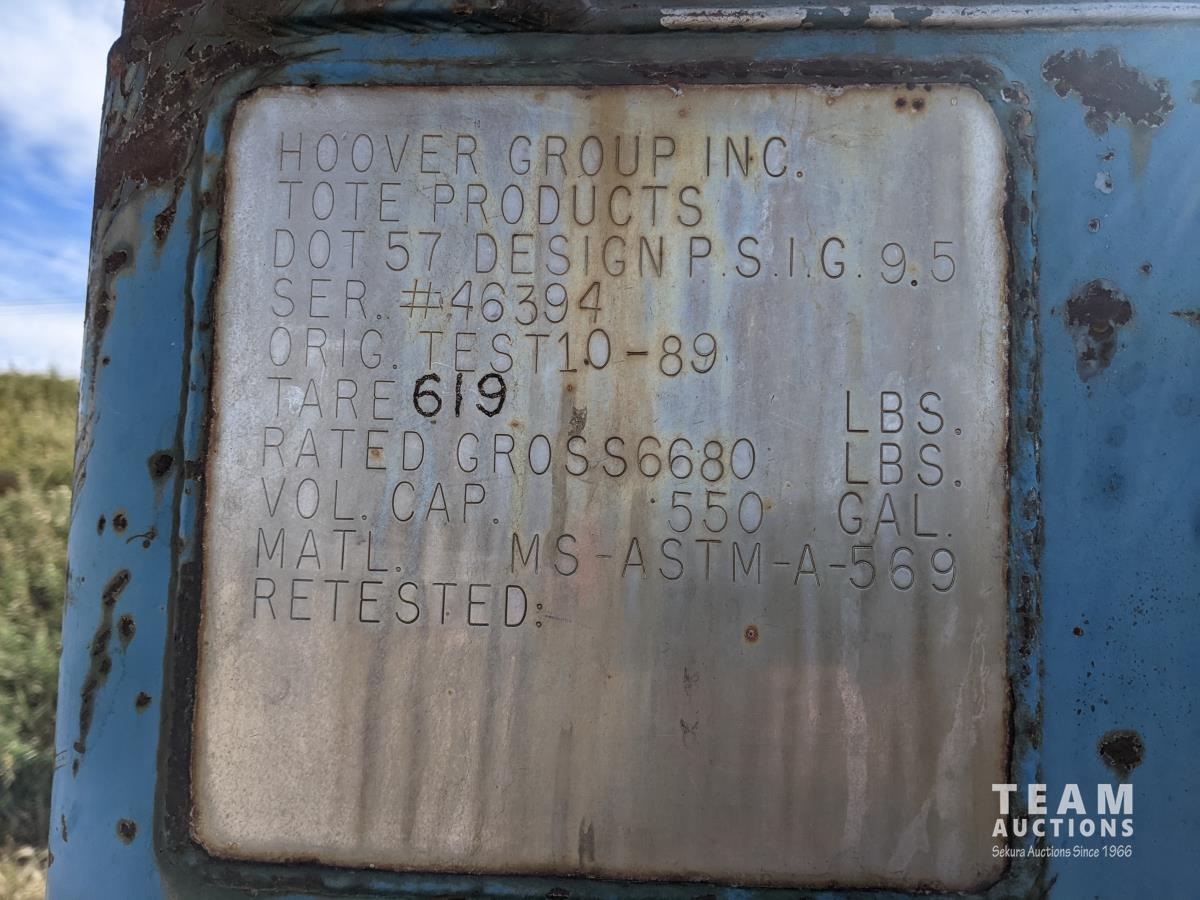 HOOVER GROUP INC.
TOTE PRODUCTS
DOT 57 DESIGN P.S.I.G. 9.5
SER. #46394
ORIG. TEST 10-89
TARE 619 LBS.
RATED GROSS 6680 LBS.
VOL. CAP. 550 GAL.
MATL. MS-ASTM-A-569
RETESTED:
TEAM
AUCTIONS
Sekura Auctions Since 1966